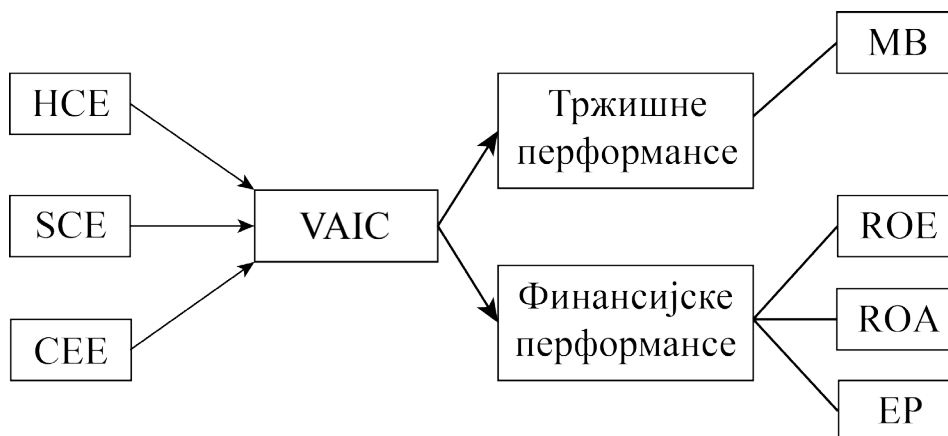 HCE
SCE
CEE
VAIC
Тржишне
перформансе
Финансијске
перформансе
MB
ROE
ROA
EP